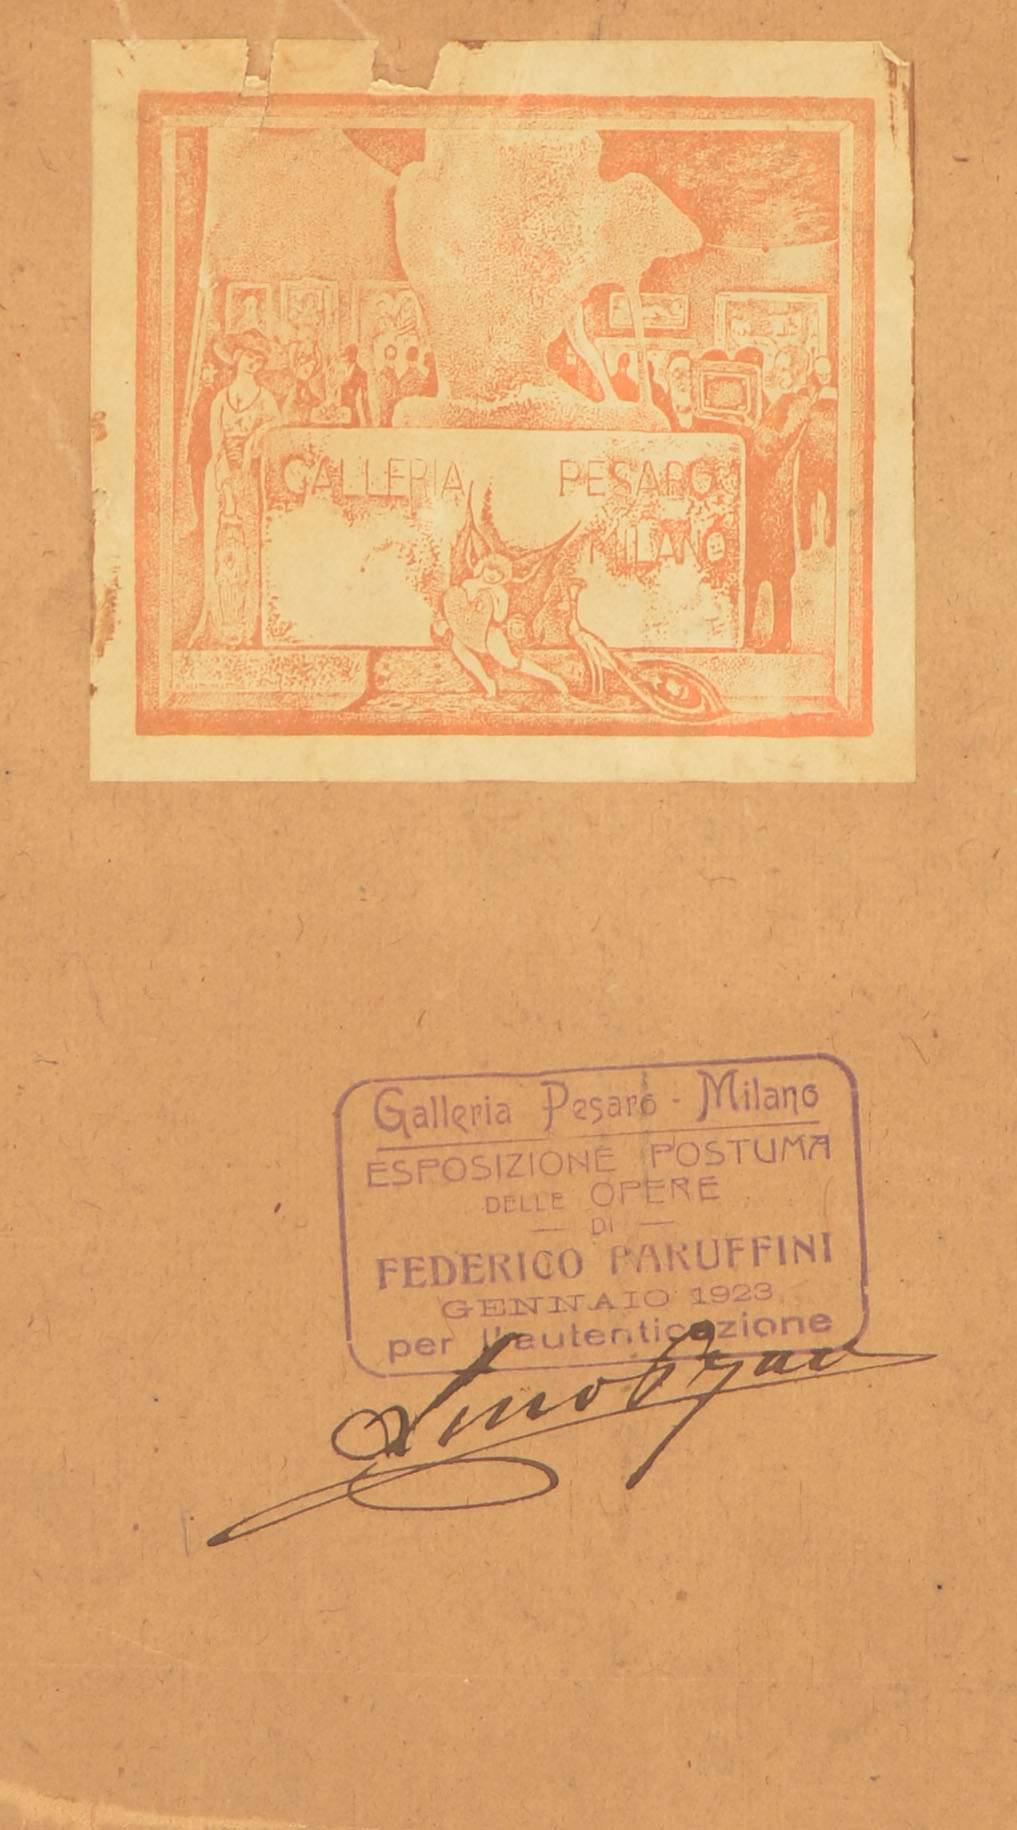 GALLERIA PESARO
MILANO
Galleria Pesaro - Milano
ESPOSIZIONE POSTUMA
DELLE OPERE
— DI —
FEDERICO FARUFFINI
GENNAIO 1923
per l'autenticazione